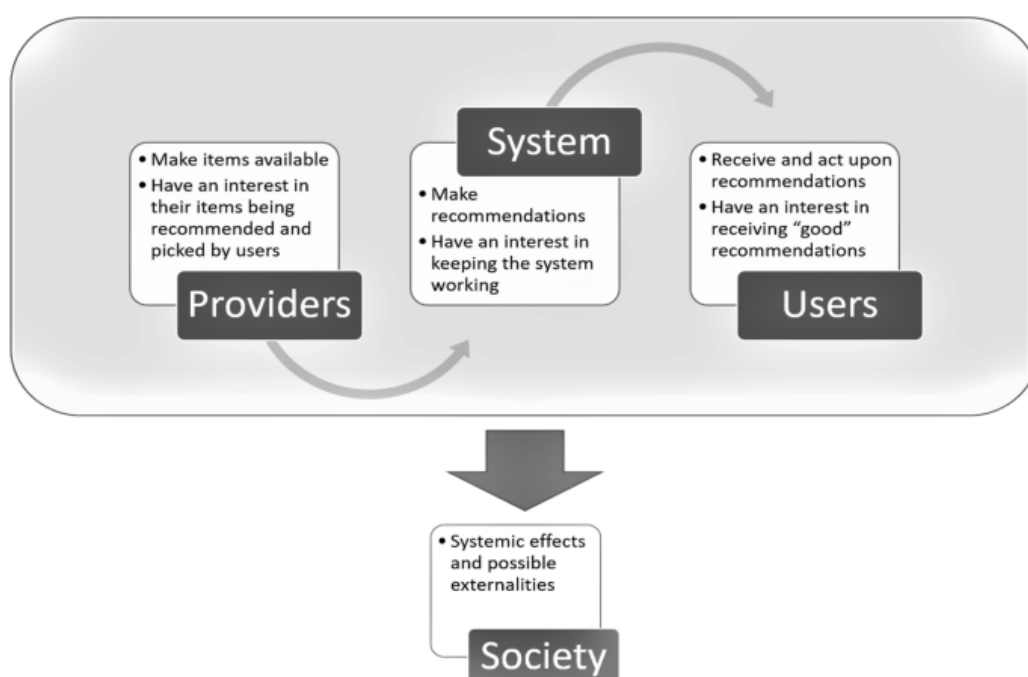 • Make items available
• Have an interest in
their items being
recommended and
picked by users
Providers
System
• Make
recommendations
• Have an interest in
keeping the system
working
• Receive and act upon
recommendations
• Have an interest in
receiving “good”
recommendations
Users
• Systemic effects
and possible
externalities
Society